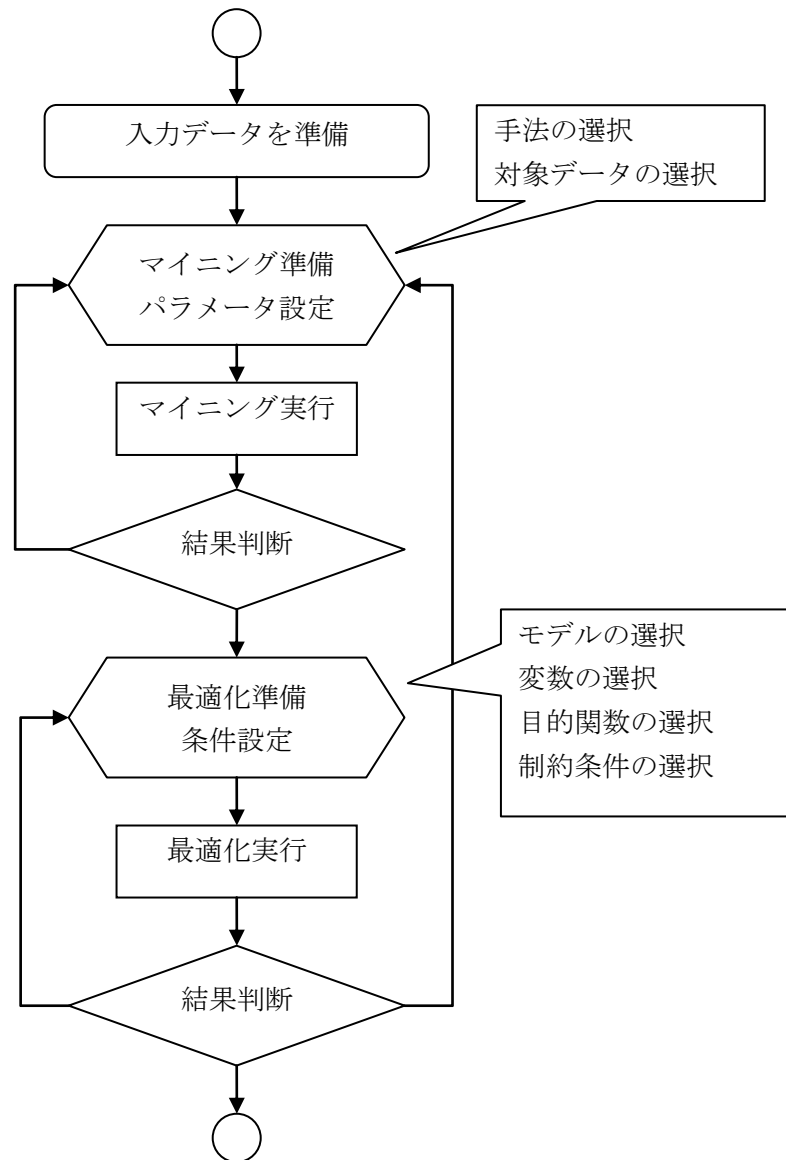 入力データを準備
手法の選択
対象データの選択
マイニング準備
パラメータ設定
マイニング実行
結果判断
モデルの選択
変数の選択
目的関数の選択
制約条件の選択
最適化準備
条件設定
最適化実行
結果判断